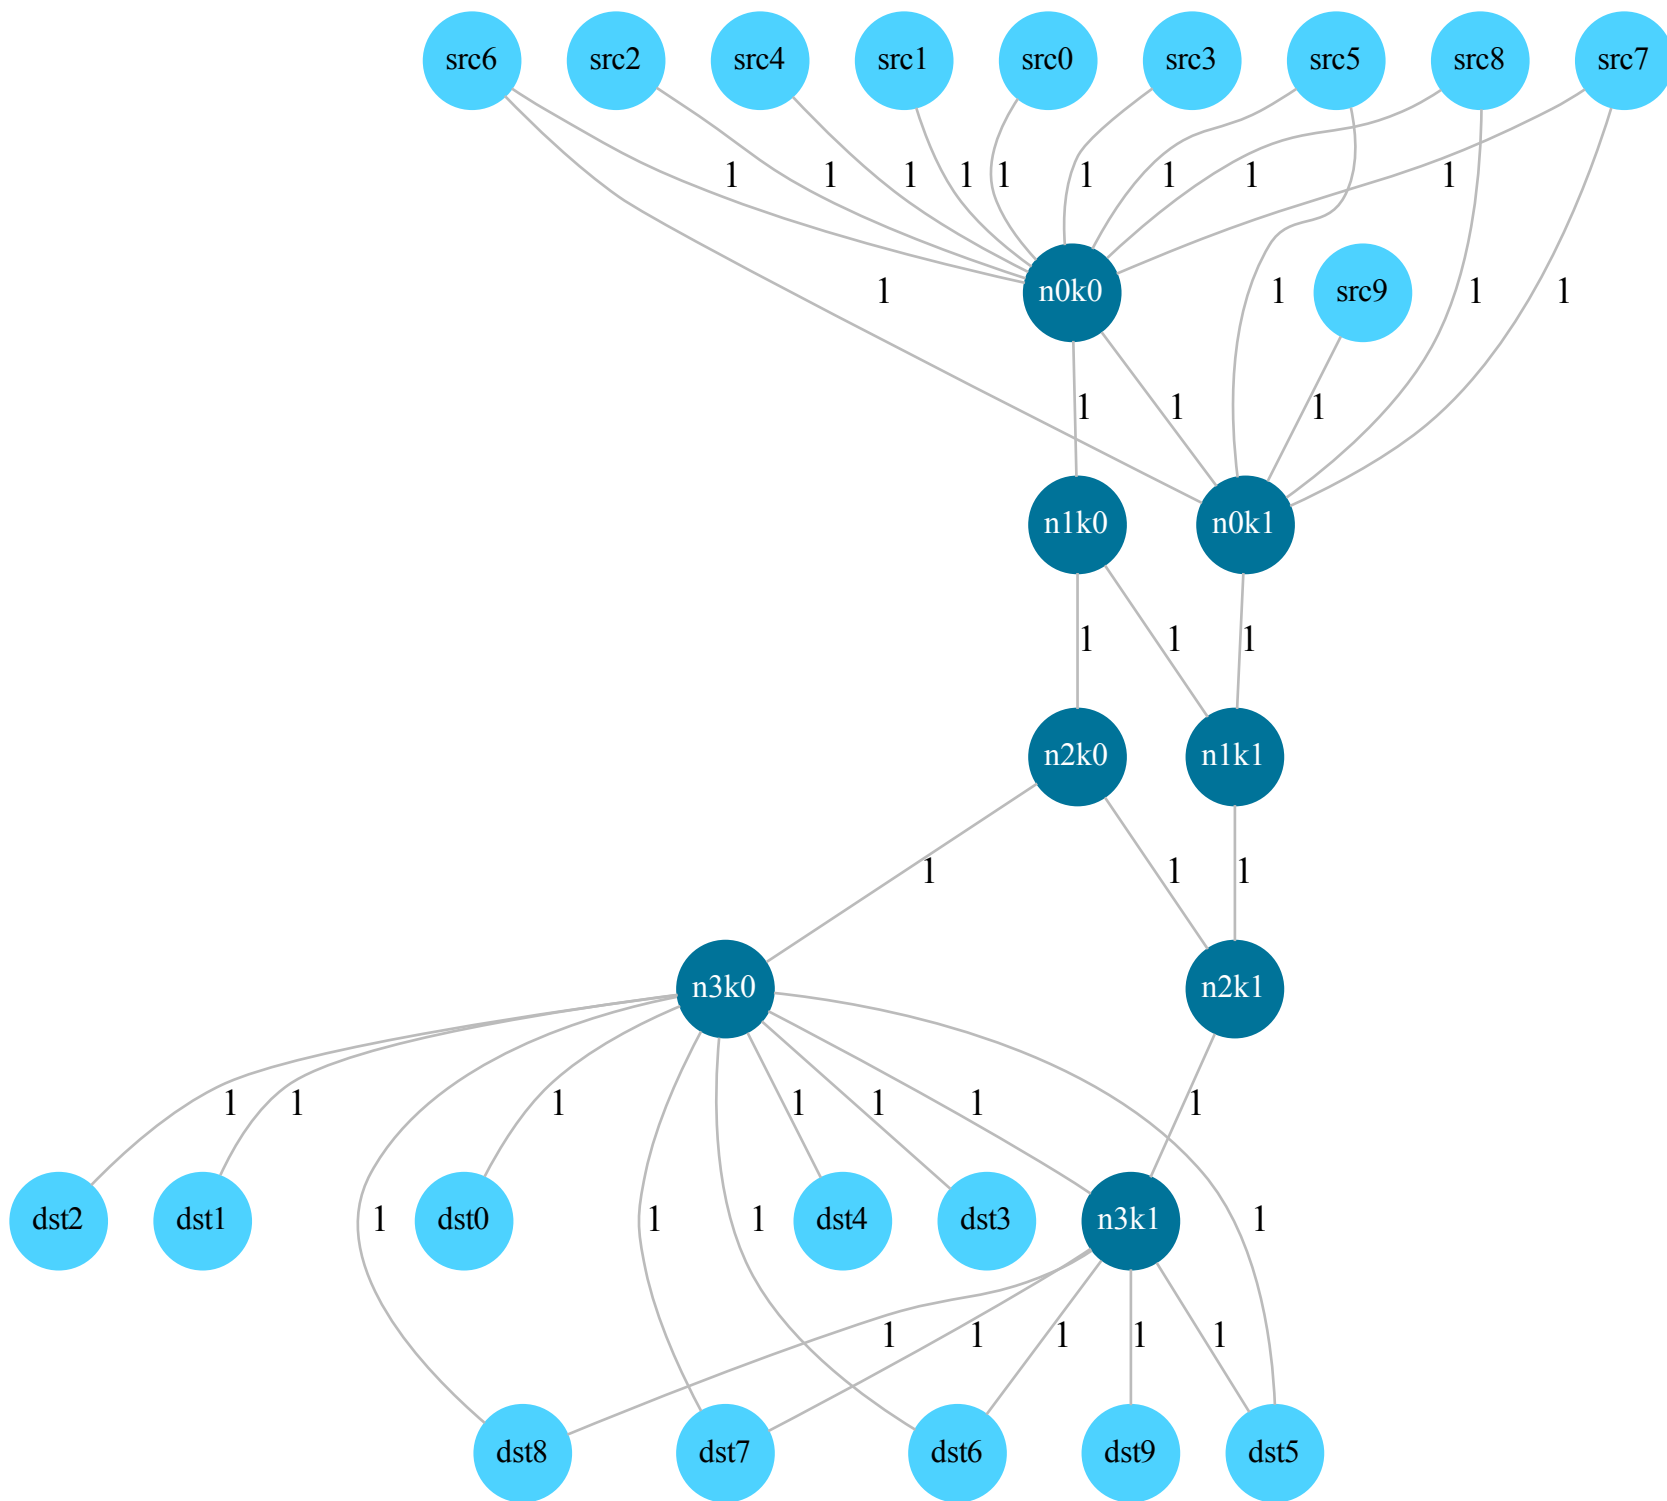 src6 src2 src4 src1 src0 src3 src5 src8 src7
1 1 1 1 1 1 1 1 1
n0k0 src9
1 1 1 1
1 1 1
n1k0 n0k1
1 1 1
n2k0 n1k1
1 1 1
n3k0 n2k1
1 1 1 1 1 1 1
dst2 dst1 1 dst0 1 1 dst4 dst3 n3k1 1
1 1 1 1 1
dst8 dst7 dst6 dst9 dst5